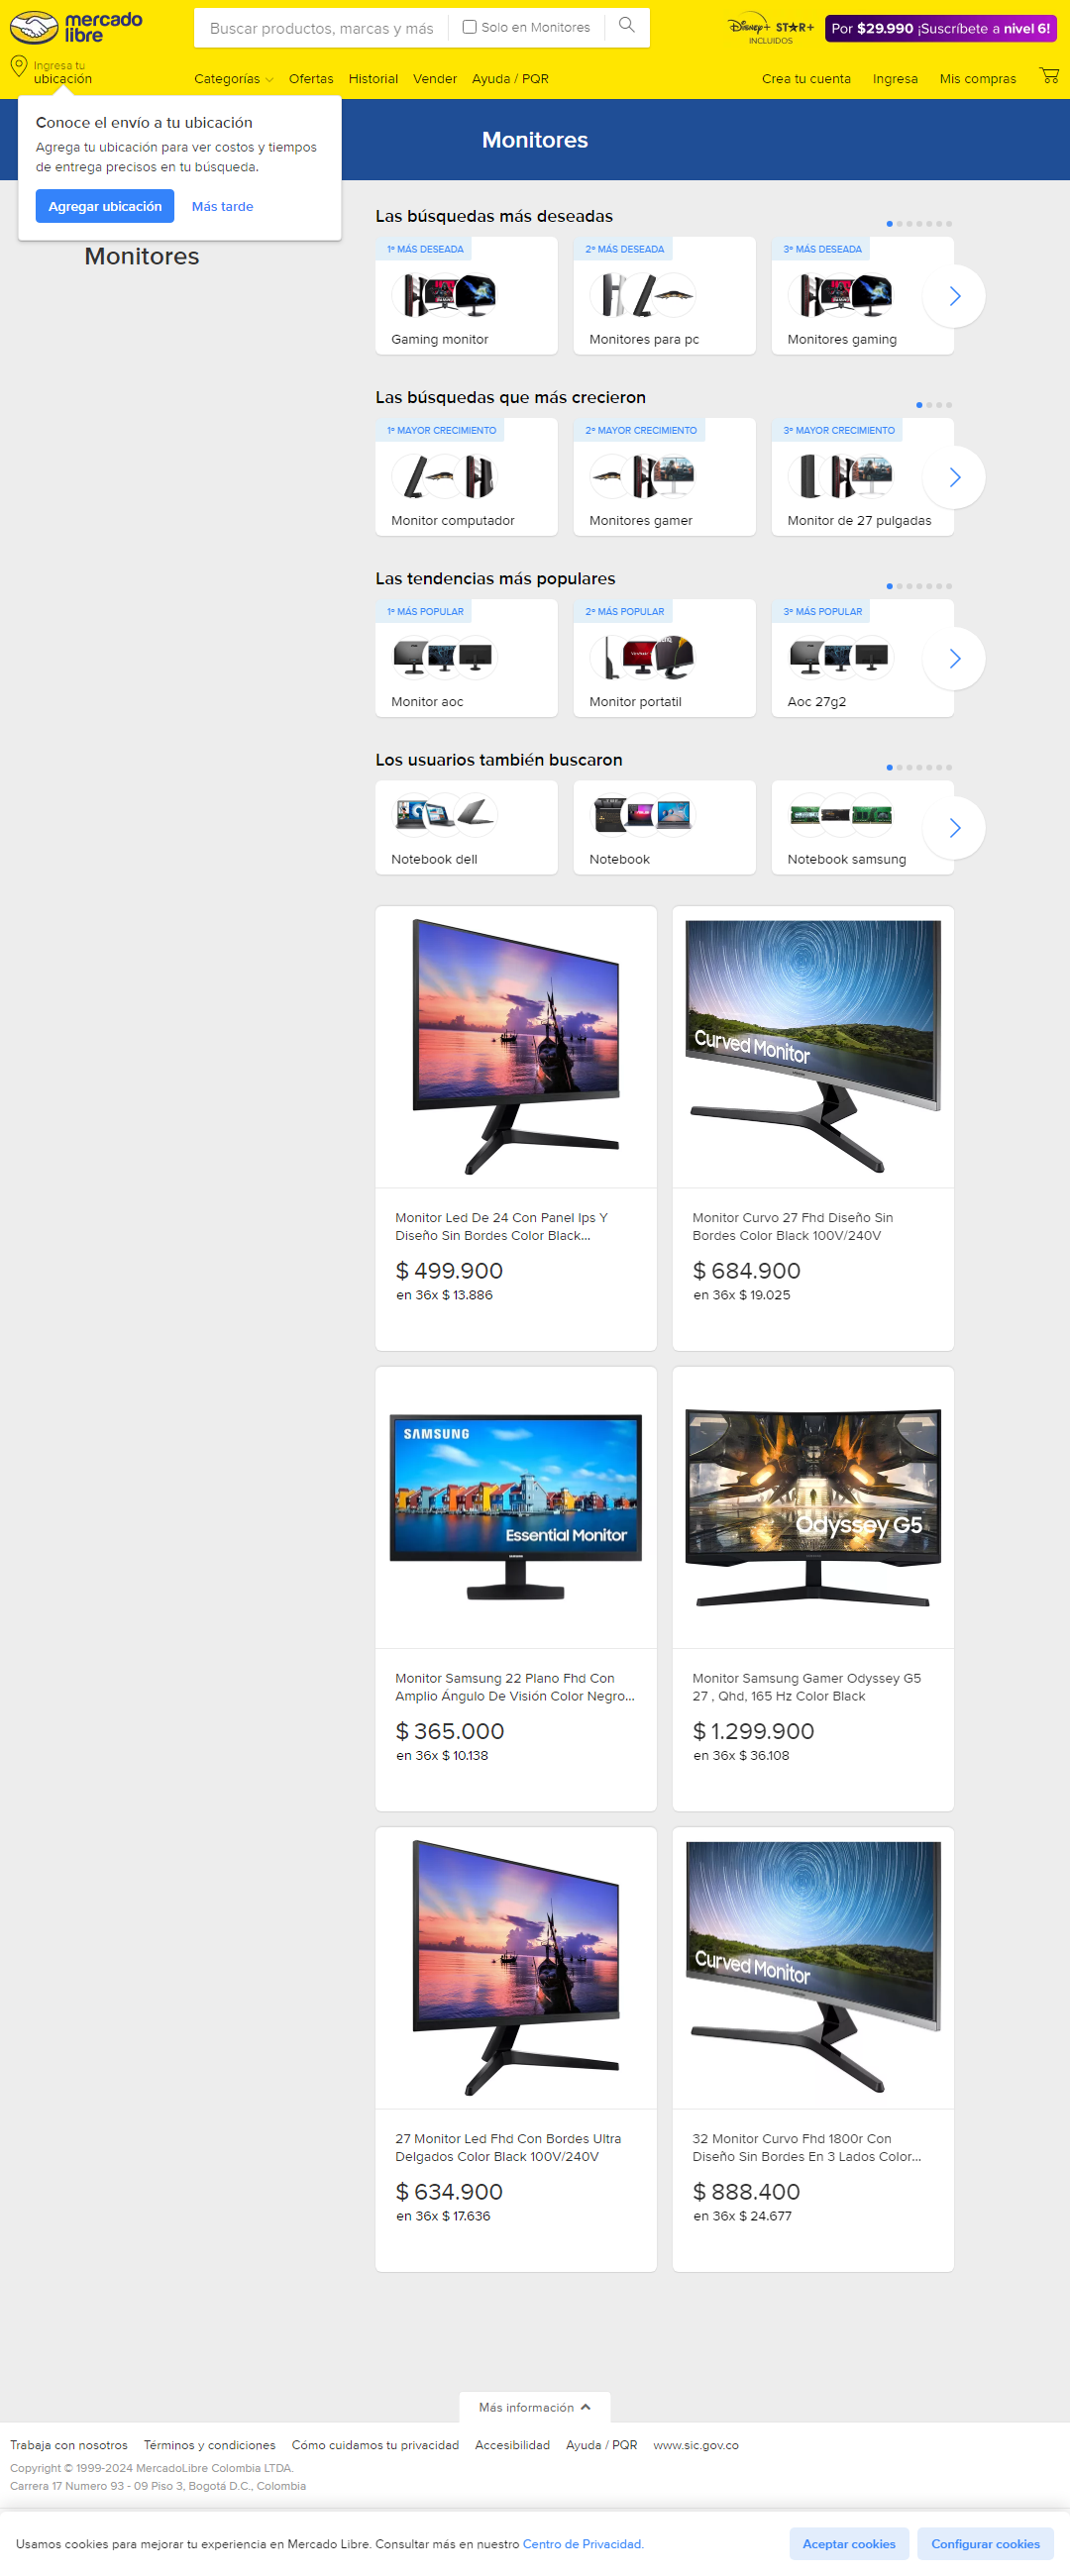 mercado
libre
Buscar productos, marcas y más
Solo en Monitores
Disney+ STAR+
INCLUIDOS
Por $29.990 ¡Suscríbete a nivel 6!
Ingresa tu
ubicación
Categorías
Ofertas
Historial
Vender
Ayuda / PQR
Crea tu cuenta
Ingresa
Mis compras
Conoce el envío a tu ubicación
Agrega tu ubicación para ver costos y tiempos
de entrega precisos en tu búsqueda.
Agregar ubicación
Más tarde
Monitores
Monitores
Las búsquedas más deseadas
1º MÁS DESEADA
2º MÁS DESEADA
3º MÁS DESEADA
Gaming monitor
Monitores para pc
Monitores gaming
Las búsquedas que más crecieron
1º MAYOR CRECIMIENTO
2º MAYOR CRECIMIENTO
3º MAYOR CRECIMIENTO
Monitor computador
Monitores gamer
Monitor de 27 pulgadas
Las tendencias más populares
1º MÁS POPULAR
2º MÁS POPULAR
3º MÁS POPULAR
Monitor aoc
Monitor portatil
Aoc 27g2
Los usuarios también buscaron
Notebook dell
Notebook
Notebook samsung
Curved Monitor
Monitor Led De 24 Con Panel Ips Y
Diseño Sin Bordes Color Black...
$ 499.900
en 36x $ 13.886
Monitor Curvo 27 Fhd Diseño Sin
Bordes Color Black 100V/240V
$ 684.900
en 36x $ 19.025
SAMSUNG
Essential Monitor
Odyssey G5
Monitor Samsung 22 Plano Fhd Con
Amplio Ángulo De Visión Color Negro...
$ 365.000
en 36x $ 10.138
Monitor Samsung Gamer Odyssey G5
27 , Qhd, 165 Hz Color Black
$ 1.299.900
en 36x $ 36.108
Curved Monitor
27 Monitor Led Fhd Con Bordes Ultra
Delgados Color Black 100V/240V
$ 634.900
en 36x $ 17.636
32 Monitor Curvo Fhd 1800r Con
Diseño Sin Bordes En 3 Lados Color...
$ 888.400
en 36x $ 24.677
Más información
Trabaja con nosotros
Términos y condiciones
Cómo cuidamos tu privacidad
Accesibilidad
Ayuda / PQR
www.sic.gov.co
Copyright © 1999-2024 MercadoLibre Colombia LTDA.
Carrera 17 Numero 93 - 09 Piso 3, Bogotá D.C., Colombia
Usamos cookies para mejorar tu experiencia en Mercado Libre. Consultar más en nuestro Centro de Privacidad.
Aceptar cookies
Configurar cookies